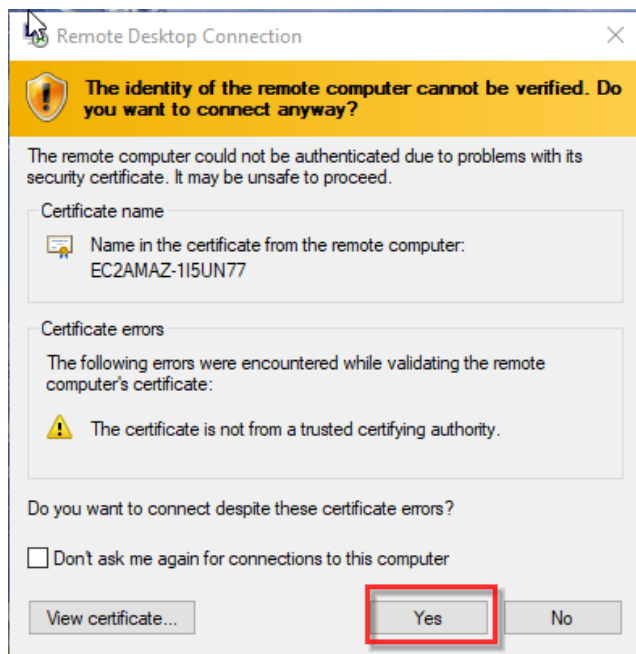 Remote Desktop Connection
The identity of the remote computer cannot be verified. Do
you want to connect anyway?
The remote computer could not be authenticated due to problems with its
security certificate. It may be unsafe to proceed.
Certificate name
Name in the certificate from the remote computer:
EC2AMAZ-1I5UN77
Certificate errors
The following errors were encountered while validating the remote
computer's certificate:
The certificate is not from a trusted certifying authority.
Do you want to connect despite these certificate errors?
Don't ask me again for connections to this computer
View certificate...
Yes
No